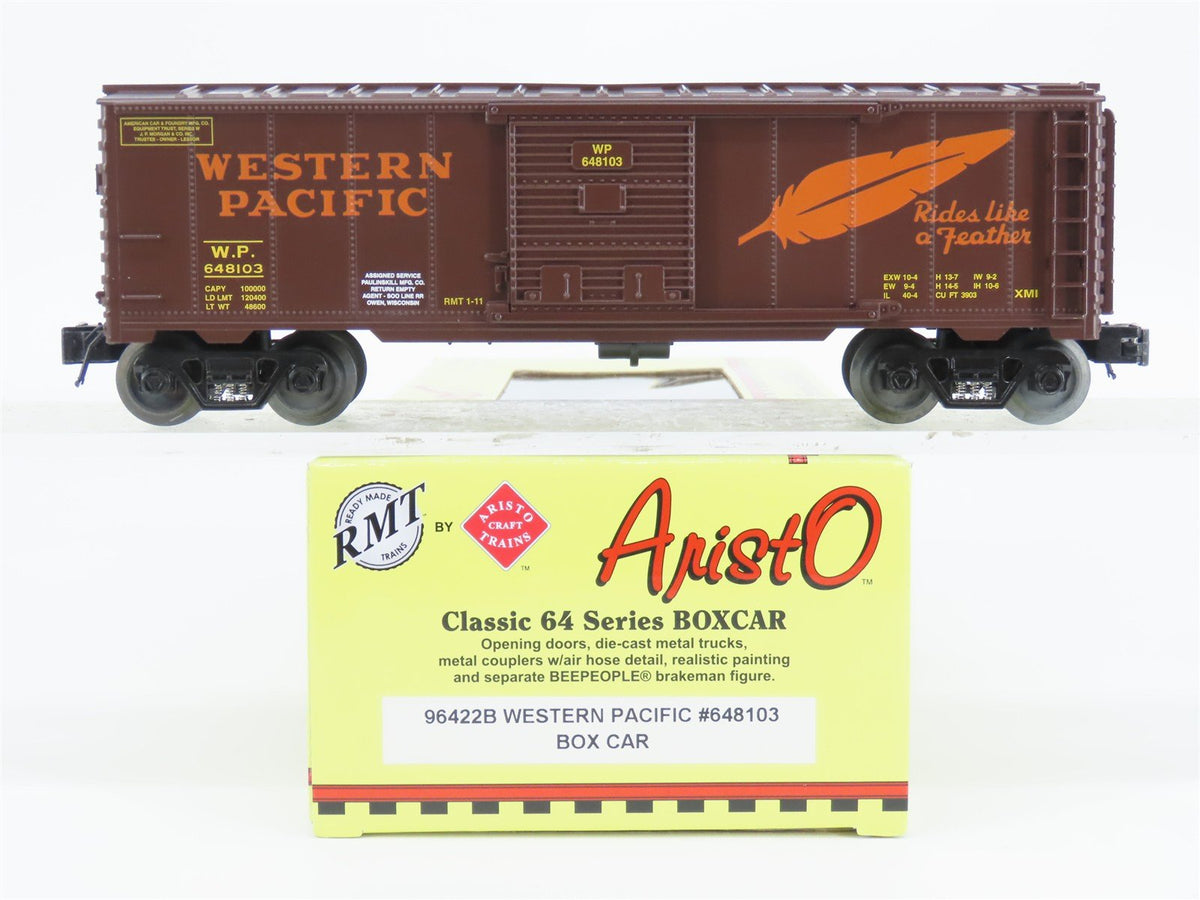 AMERICAN CAR & FOUNDRY MFG. CO.
EQUIPMENT TRUST, SERIES W
J. P. MORGAN & CO. INC.
TRUSTEE - OWNER - LESSOR
WESTERN
PACIFIC
W.P.
648103
CAPY 100000
LD LMT 120400
LT WT 48600
ASSIGNED SERVICE
PAULINSKILL MFG. CO.
RETURN EMPTY
AGENT - SOO LINE RR
OWEN, WISCONSIN
RMT 1-11
WP
648103
Rides like
a Feather
EXW 10-4 H 13-7 IW 9-2
EW 9-4 H 14-5 IH 10-6
IL 40-4 CU FT 3903
XMI
READY MADE
RMT
TRAINS
BY
ARISTO
CRAFT
TRAINS
TM
AristO
TM
Classic 64 Series BOXCAR
Opening doors, die-cast metal trucks,
metal couplers w/air hose detail, realistic painting
and separate BEEPEOPLE® brakeman figure.
96422B WESTERN PACIFIC #648103
BOX CAR